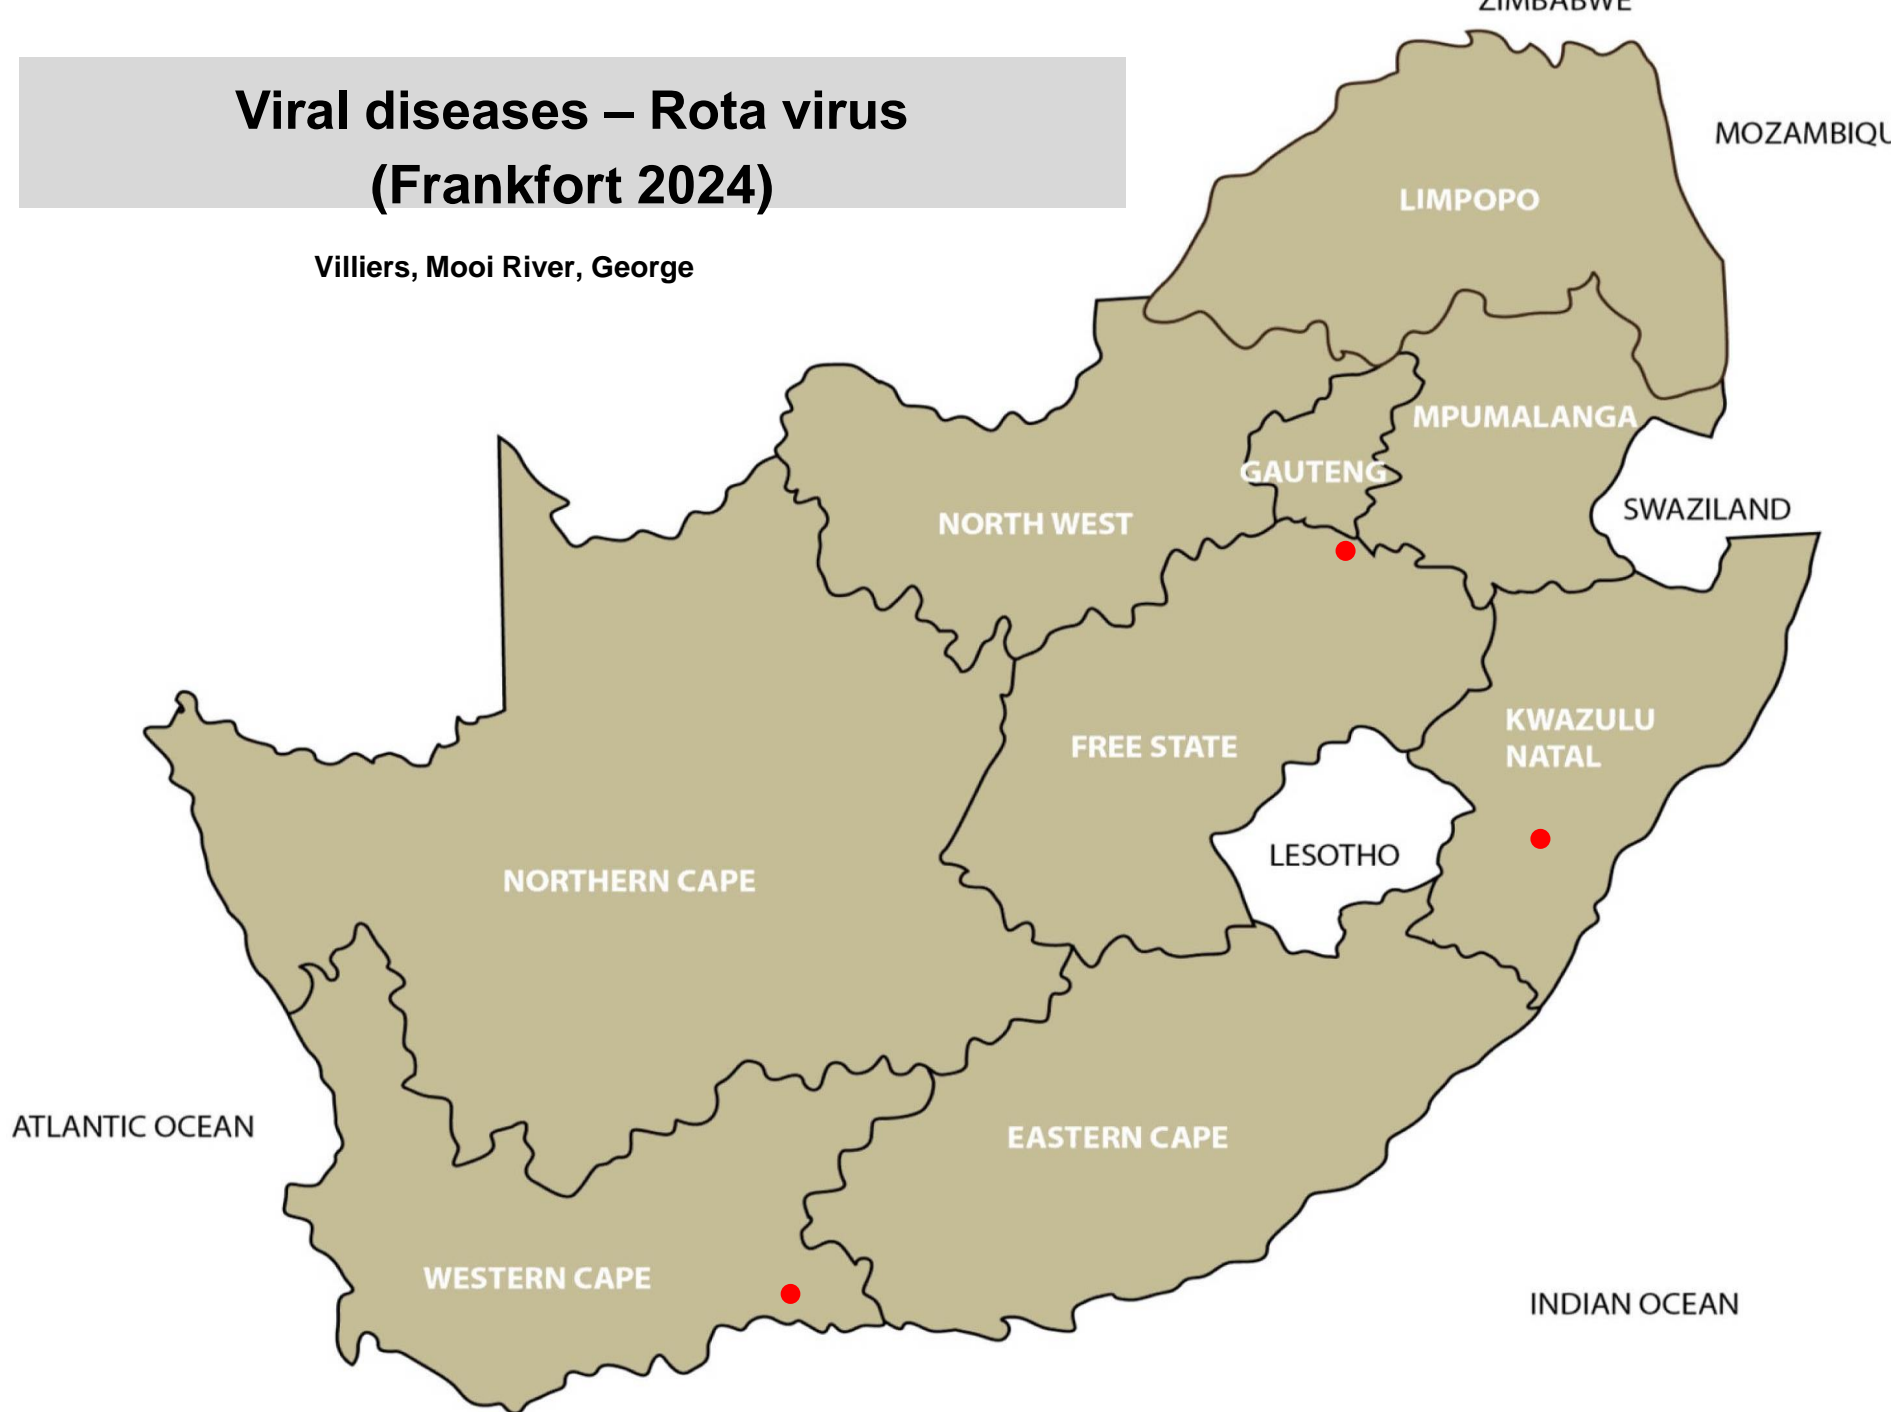 ZIMBABWE
Viral diseases – Rota virus
(Frankfort 2024)
MOZAMBIQU
LIMPOPO
Villiers, Mooi River, George
MPUMALANGA
GAUTENG
SWAZILAND
NORTH WEST
KWAZULU
NATAL
FREE STATE
LESOTHO
NORTHERN CAPE
ATLANTIC OCEAN
EASTERN CAPE
WESTERN CAPE
INDIAN OCEAN